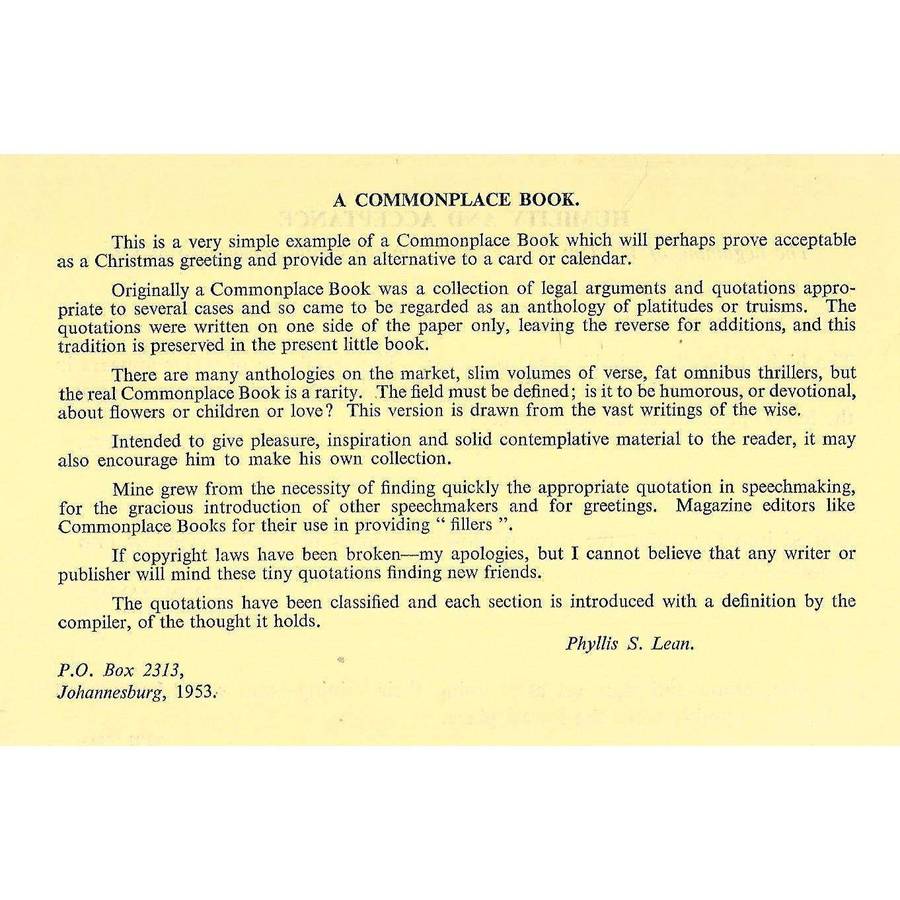 A COMMONPLACE BOOK.
This is a very simple example of a Commonplace Book which will perhaps prove acceptable
as a Christmas greeting and provide an alternative to a card or calendar.
Originally a Commonplace Book was a collection of legal arguments and quotations appro-
priate to several cases and so came to be regarded as an anthology of platitudes or truisms. The
quotations were written on one side of the paper only, leaving the reverse for additions, and this
tradition is preserved in the present little book.
There are many anthologies on the market, slim volumes of verse, fat omnibus thrillers, but
the real Commonplace Book is a rarity. The field must be defined; is it to be humorous, or devotional,
about flowers or children or love? This version is drawn from the vast writings of the wise.
Intended to give pleasure, inspiration and solid contemplative material to the reader, it may
also encourage him to make his own collection.
Mine grew from the necessity of finding quickly the appropriate quotation in speechmaking,
for the gracious introduction of other speechmakers and for greetings. Magazine editors like
Commonplace Books for their use in providing " fillers ".
If copyright laws have been broken—my apologies, but I cannot believe that any writer or
publisher will mind these tiny quotations finding new friends.
The quotations have been classified and each section is introduced with a definition by the
compiler, of the thought it holds.
Phyllis S. Lean.
P.O. Box 2313,
Johannesburg, 1953.